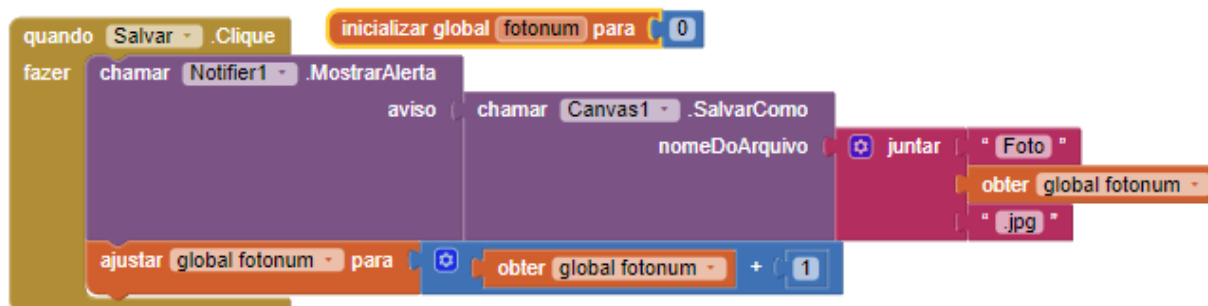 quando Salvar .Clique
inicializar global fotonum para 0
fazer chamar Notifier1 .MostrarAlerta
aviso chamar Canvas1 .SalvarComo
nomeDoArquivo juntar " Foto "
obter global fotonum
" .jpg "
ajustar global fotonum para obter global fotonum + 1